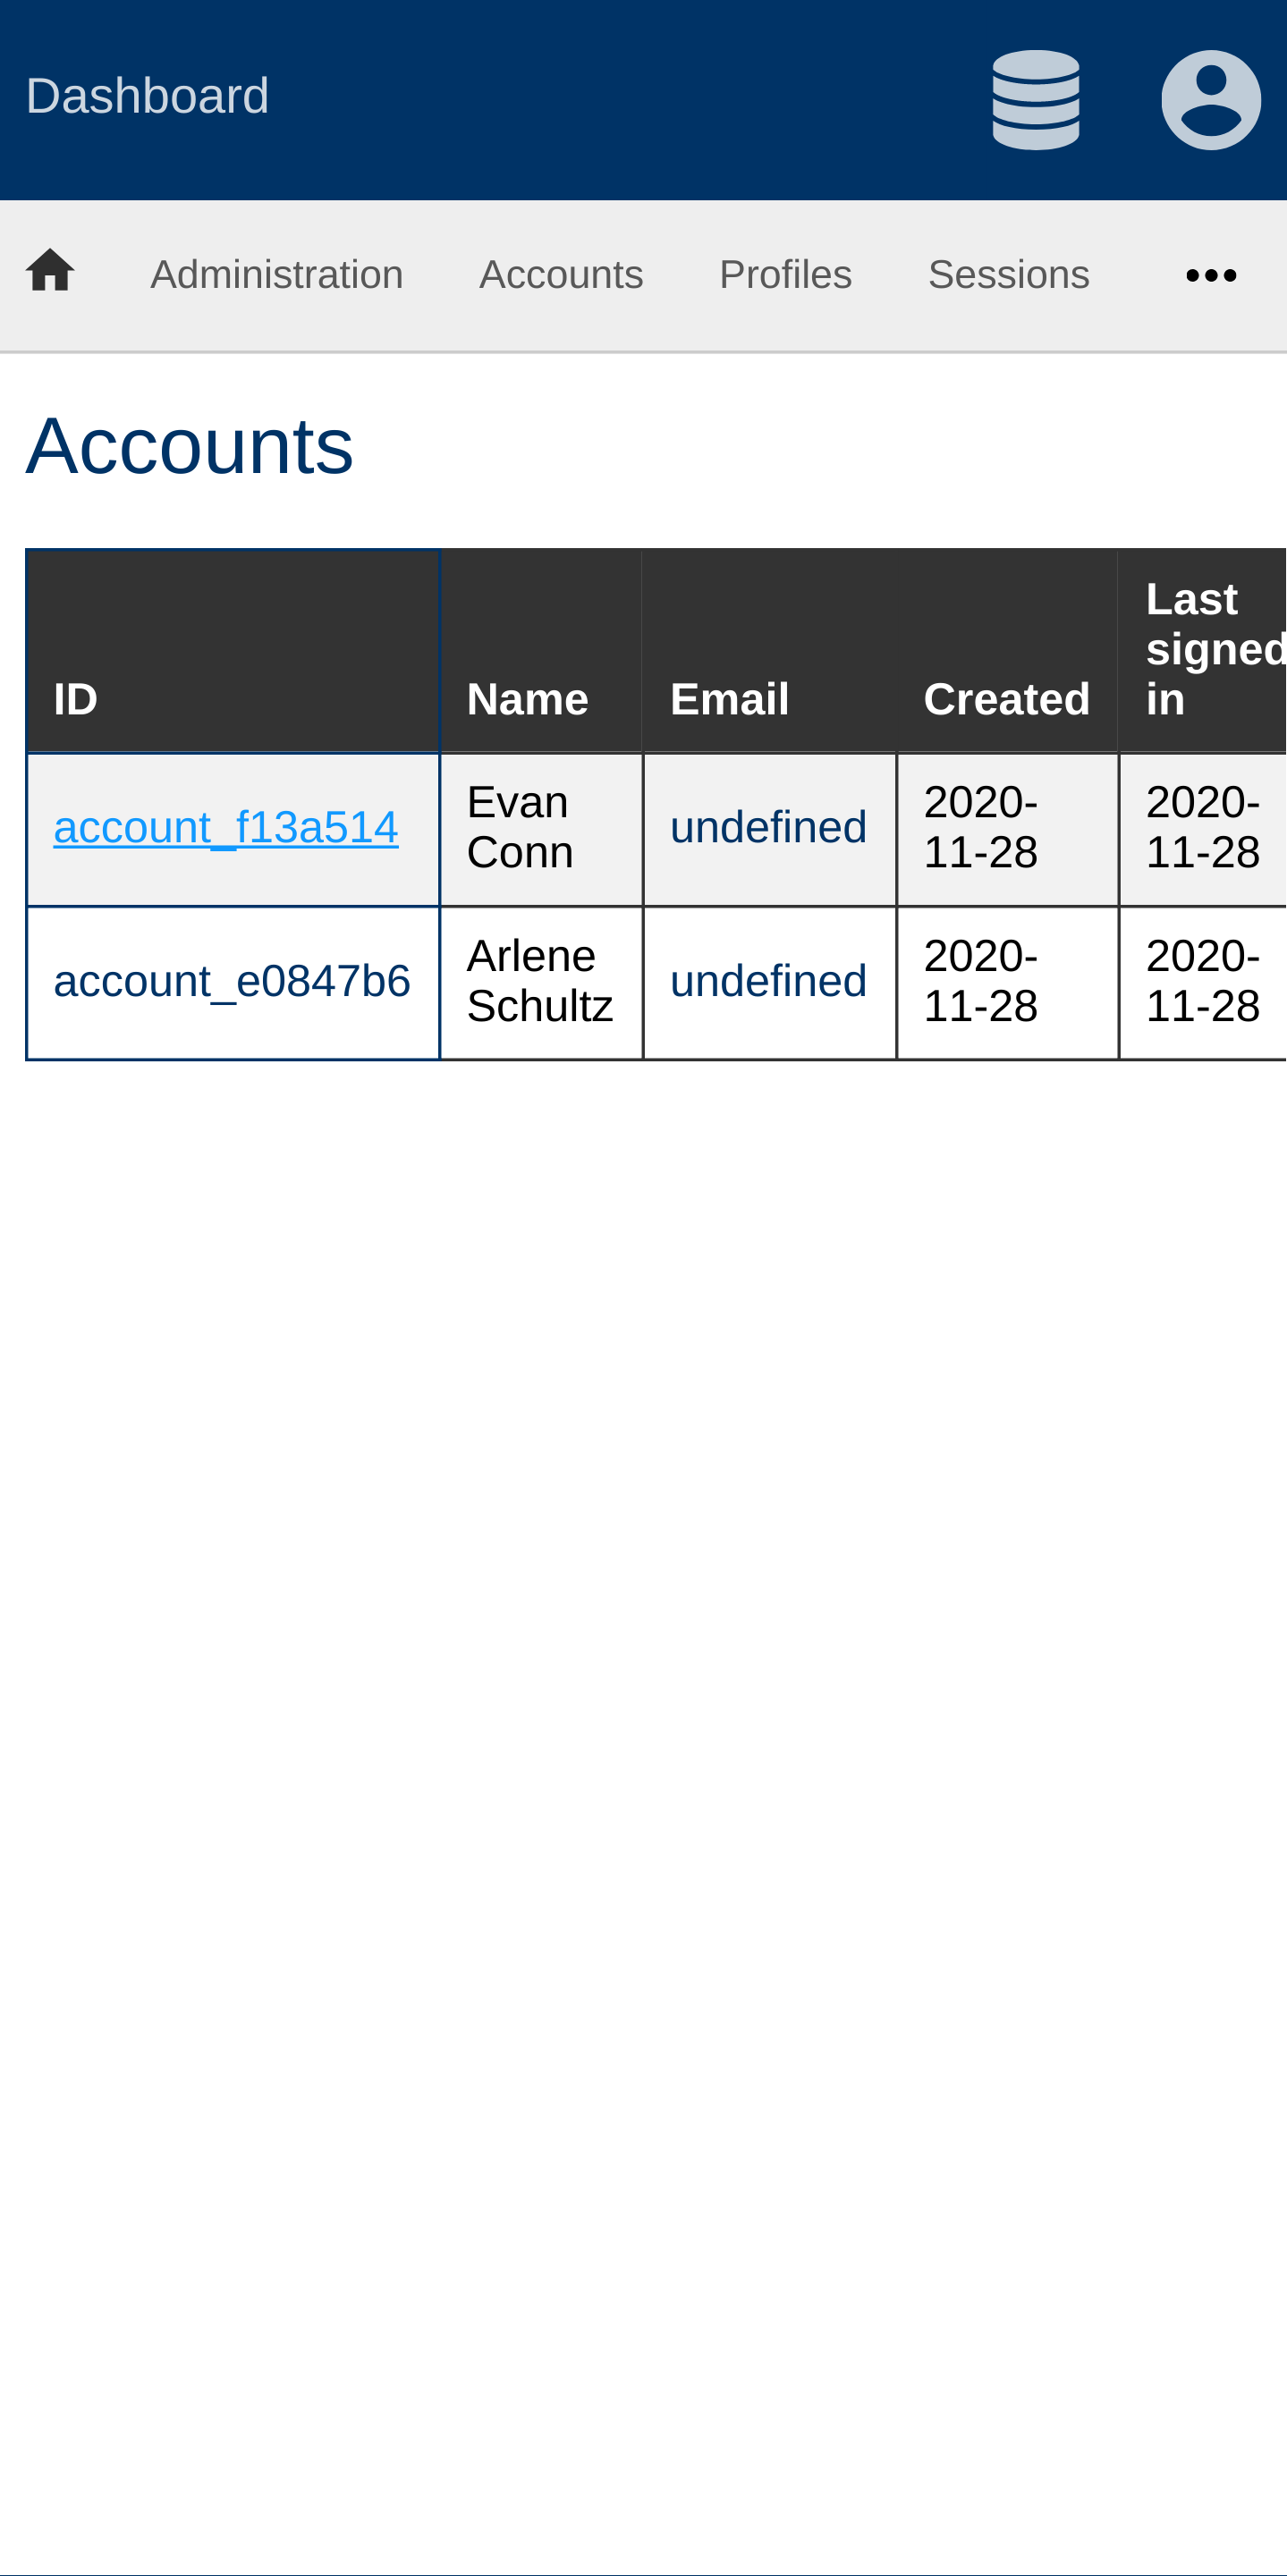 Dashboard
Administration Accounts Profiles Sessions
Accounts
ID Name Email Created Last signed in
account_f13a514 Evan Conn undefined 2020-11-28 2020-11-28
account_e0847b6 Arlene Schultz undefined 2020-11-28 2020-11-28